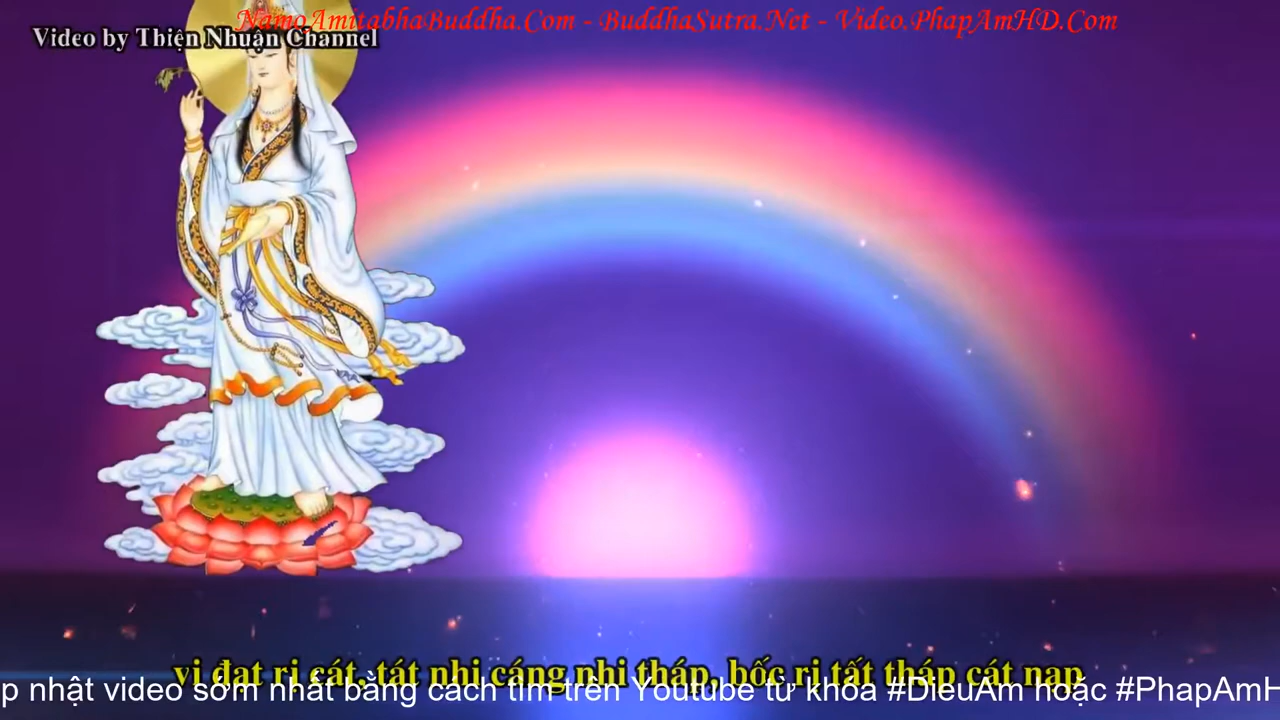 NamoAmitabhaBuddha.Com - BuddhaSutra.Net - Video.PhapAmHD.Com
Video by Thiện Nhuận Channel
vị đạt rị cát, tát nhi cáng nhi tháp, bốc rị tất tháp cát nạp
p nhật video sớm nhất bằng cách tìm trên Youtube từ khóa #DieuAm hoặc #PhapAmH